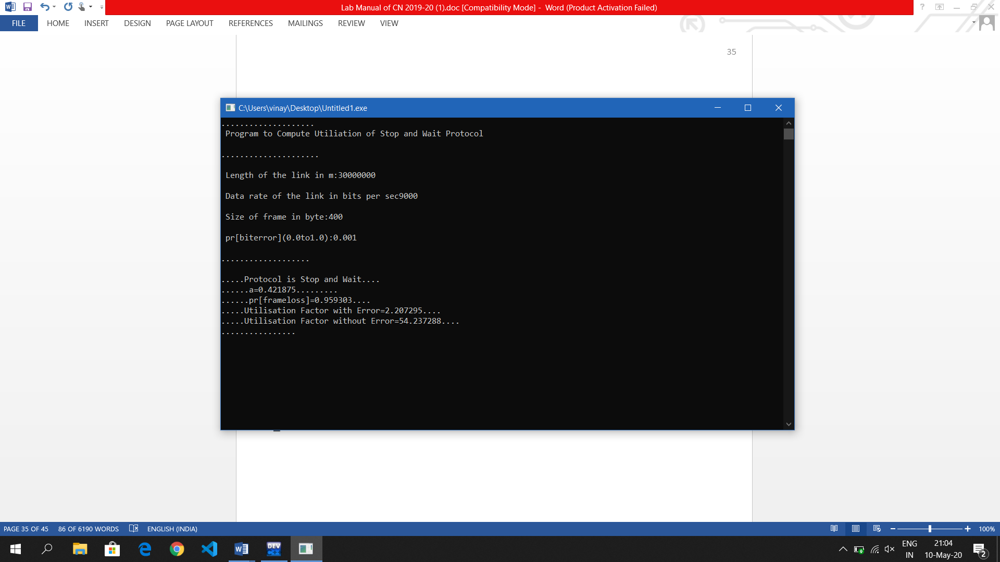 Lab Manual of CN 2019-20 (1).doc [Compatibility Mode] - Word (Product Activation Failed)
?
FILE HOME INSERT DESIGN PAGE LAYOUT REFERENCES MAILINGS REVIEW VIEW
35
C:\Users\vinay\Desktop\Untitled1.exe
....................
Program to Compute Utiliation of Stop and Wait Protocol
.....................
Length of the link in m:30000000
Data rate of the link in bits per sec9000
Size of frame in byte:400
pr[biterror](0.0to1.0):0.001
...................
.....Protocol is Stop and Wait....
......a=0.421875.........
......pr[frameloss]=0.959303....
.....Utilisation Factor with Error=2.207295....
.....Utilisation Factor without Error=54.237288....
................
PAGE 35 OF 45 86 OF 6190 WORDS ENGLISH (INDIA) 100%
DEV C++
ENG
IN
21:04
10-May-20
2